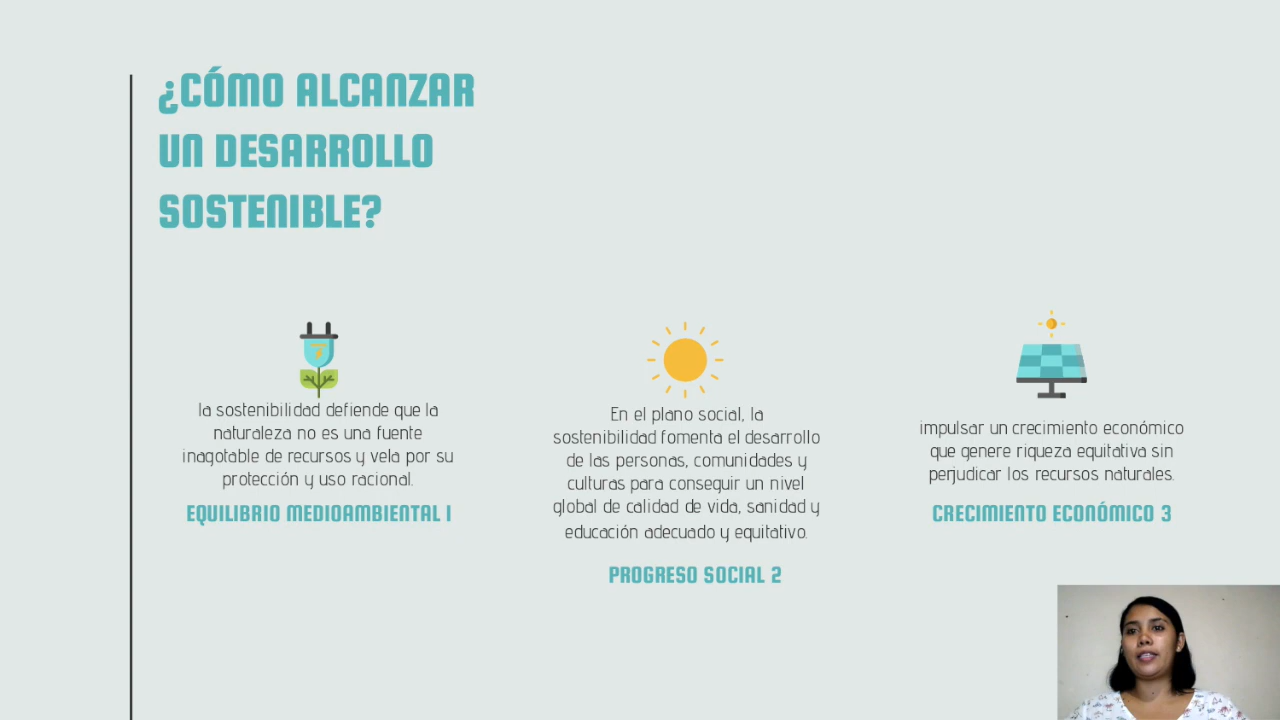 ¿CÓMO ALCANZAR
UN DESARROLLO
SOSTENIBLE?
la sostenibilidad defiende que la
naturaleza no es una fuente
inagotable de recursos y vela por su
protección y uso racional.
EQUILIBRIO MEDIOAMBIENTAL 1
En el plano social, la
sostenibilidad fomenta el desarrollo
de las personas, comunidades y
culturas para conseguir un nivel
global de calidad de vida, sanidad y
educación adecuado y equitativo.
PROGRESO SOCIAL 2
impulsar un crecimiento económico
que genere riqueza equitativa sin
perjudicar los recursos naturales.
CRECIMIENTO ECONÓMICO 3